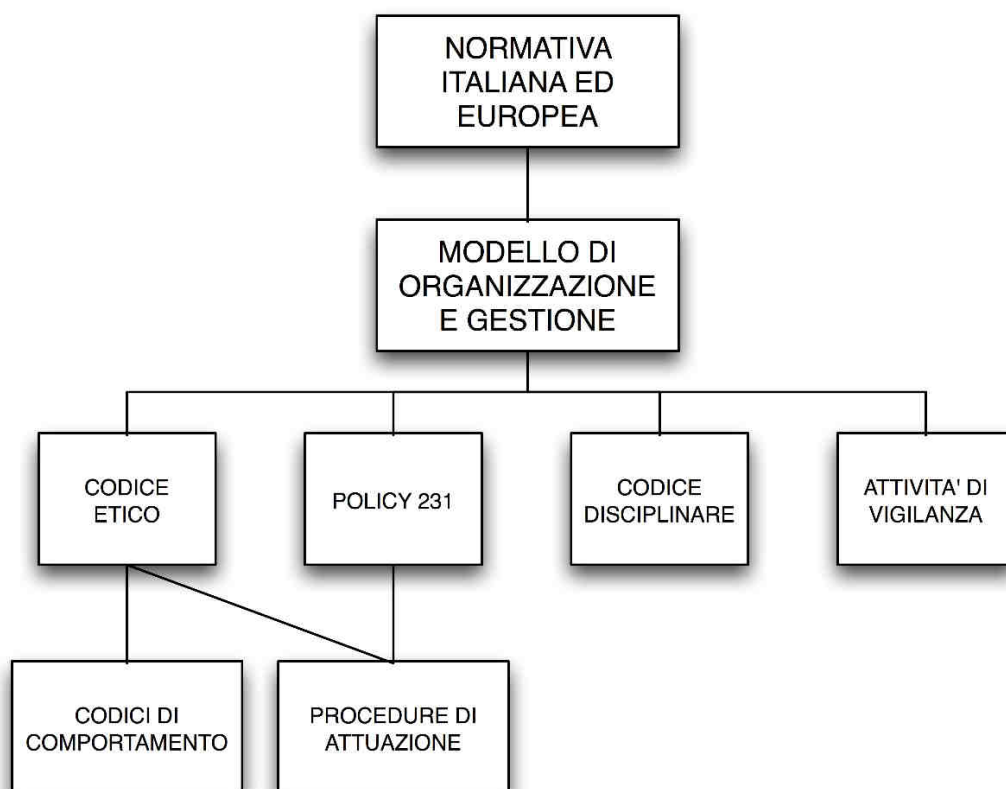 NORMATIVA
ITALIANA ED
EUROPEA
MODELLO DI
ORGANIZZAZIONE
E GESTIONE
CODICE
ETICO
POLICY 231
CODICE
DISCIPLINARE
ATTIVITA' DI
VIGILANZA
CODICI DI
COMPORTAMENTO
PROCEDURE DI
ATTUAZIONE